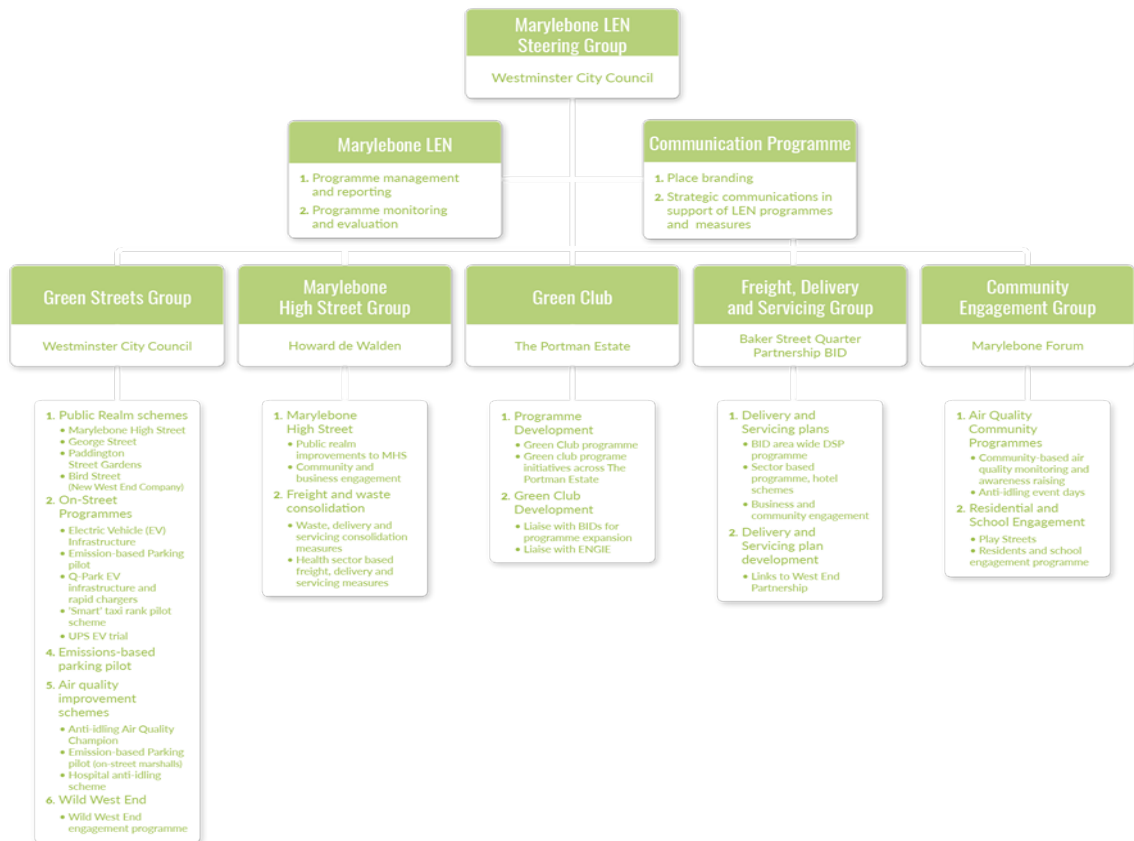 Marylebone LEN
Steering Group
Westminster City Council
Marylebone LEN
1. Programme management
and reporting
2. Programme monitoring
and evaluation
Communication Programme
1. Place branding
2. Strategic communications in
support of LEN programmes
and measures
Green Streets Group
Westminster City Council
1. Public Realm schemes
• Marylebone High Street
• George Street
• Paddington
Street Gardens
• Bird Street
(New West End Company)
2. On-Street
Programmes
• Electric Vehicle (EV)
Infrastructure
• Emission-based Parking
pilot
• Q-Park EV
infrastructure and
rapid chargers
• 'Smart' taxi rank pilot
scheme
• UPS EV trial
4. Emissions-based
parking pilot
5. Air quality
improvement
schemes
• Anti-idling Air Quality
Champion
• Emission-based Parking
pilot (on-street marshalls)
• Hospital anti-idling
scheme
6. Wild West End
• Wild West End
engagement programme
Marylebone
High Street Group
Howard de Walden
1. Marylebone
High Street
• Public realm
improvements to MHS
• Community and
business engagement
2. Freight and waste
consolidation
• Waste, delivery and
servicing consolidation
measures
• Health sector based
freight, delivery and
servicing measures
Green Club
The Portman Estate
1. Programme
Development
• Green Club programme
• Green club programe
initiatives across The
Portman Estate
2. Green Club
Development
• Liaise with BIDs for
programme expansion
• Liaise with ENGIE
Freight, Delivery
and Servicing Group
Baker Street Quarter
Partnership BID
1. Delivery and
Servicing plans
• BID area wide DSP
programme
• Sector based
programme, hotel
schemes
• Business and
community engagement
2. Delivery and
Servicing plan
development
• Links to West End
Partnership
Community
Engagement Group
Marylebone Forum
1. Air Quality
Community
Programmes
• Community-based air
quality monitoring and
awareness raising
• Anti-idling event days
2. Residential and
School Engagement
• Play Streets
• Residents and school
engagement programme